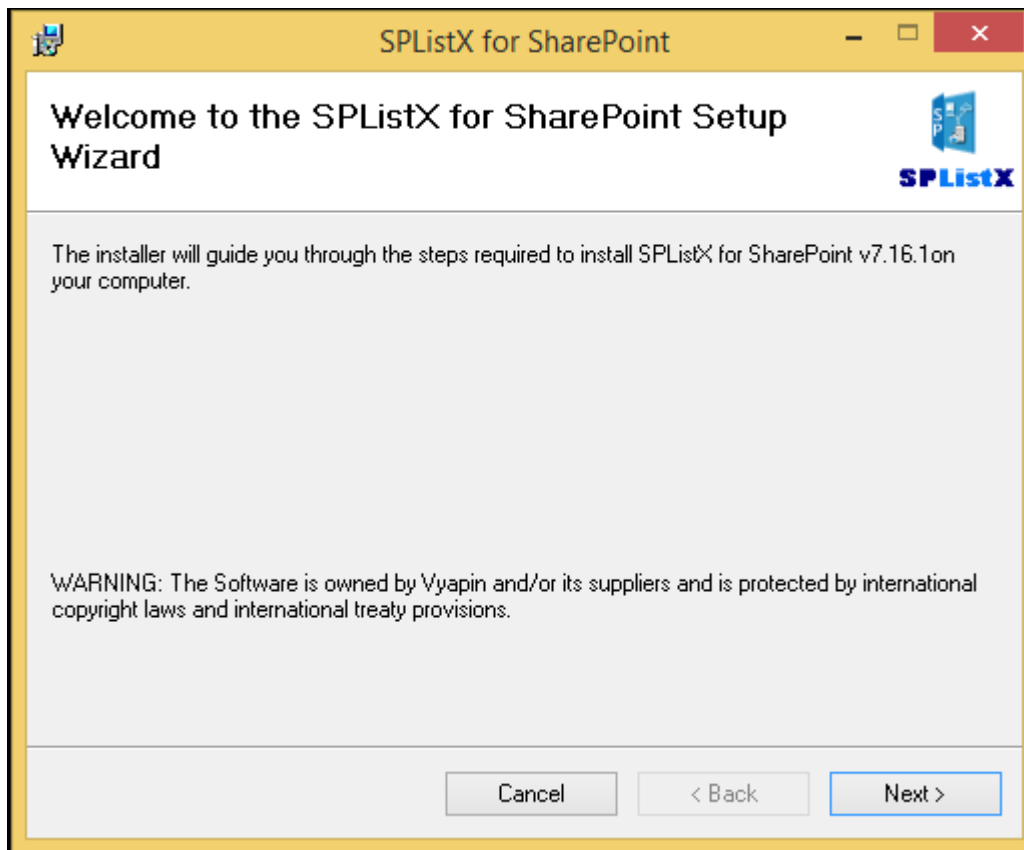 SPListX for SharePoint
Welcome to the SPListX for SharePoint Setup
Wizard
SP
SPListX
The installer will guide you through the steps required to install SPListX for SharePoint v7.16.1on
your computer.
WARNING: The Software is owned by Vyapin and/or its suppliers and is protected by international
copyright laws and international treaty provisions.
Cancel
< Back
Next >